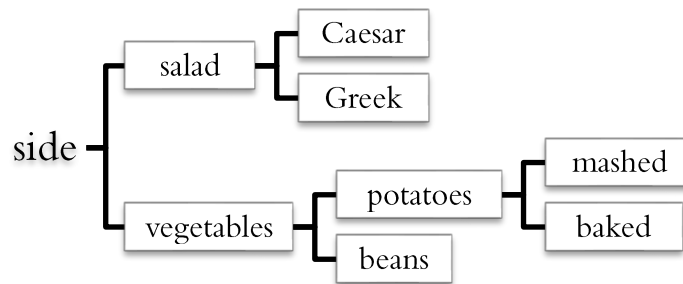 side
salad
Caesar
Greek
vegetables
potatoes
mashed
baked
beans